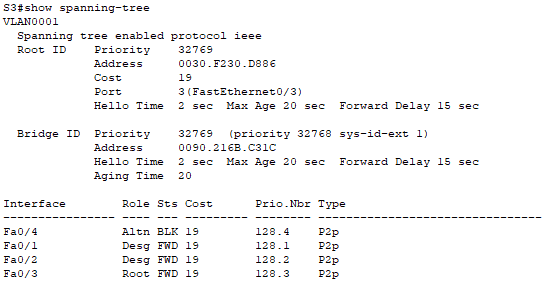 S3#show spanning-tree
VLAN0001
  Spanning tree enabled protocol ieee
  Root ID    Priority    32769
             Address     0030.F230.D886
             Cost        19
             Port        3(FastEthernet0/3)
             Hello Time  2 sec  Max Age 20 sec  Forward Delay 15 sec

  Bridge ID  Priority    32769  (priority 32768 sys-id-ext 1)
             Address     0090.216B.C31C
             Hello Time  2 sec  Max Age 20 sec  Forward Delay 15 sec
             Aging Time  20

Interface        Role Sts Cost      Prio.Nbr Type
---------------- ---- --- --------- -------- --------------------------------
Fa0/4            Altn BLK 19        128.4    P2p
Fa0/1            Desg FWD 19        128.1    P2p
Fa0/2            Desg FWD 19        128.2    P2p
Fa0/3            Root FWD 19        128.3    P2p